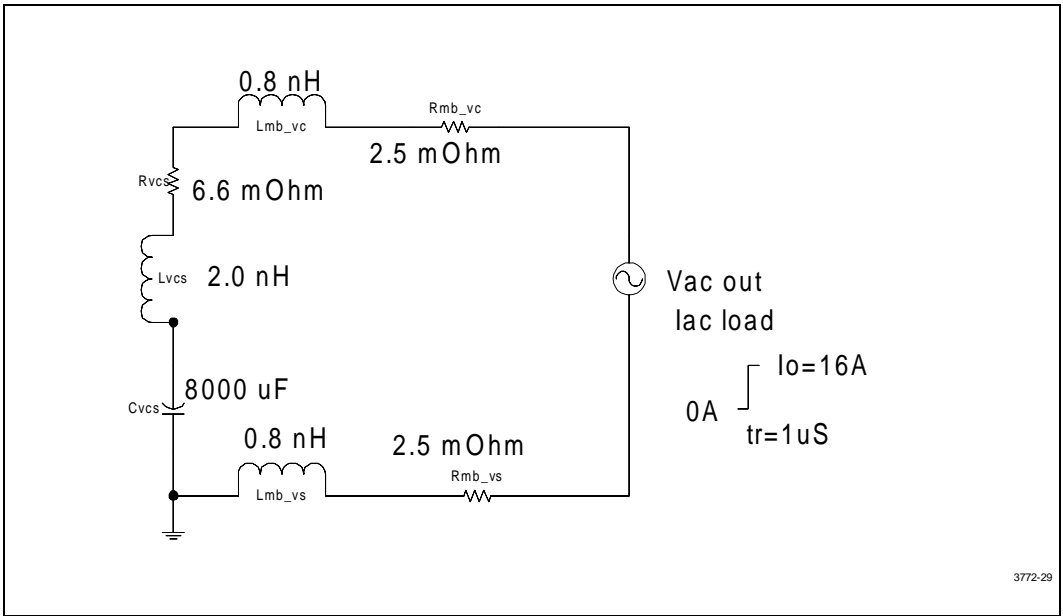 0.8 nH
Lmb_vc
Rmb_vc
2.5 mOhm
Rvcs
6.6 mOhm
Lvcs
2.0 nH
Vac out
Iac load
Io=16A
0A
tr=1uS
8000 uF
Cvcs
0.8 nH
Lmb_vs
2.5 mOhm
Rmb_vs
3772-29